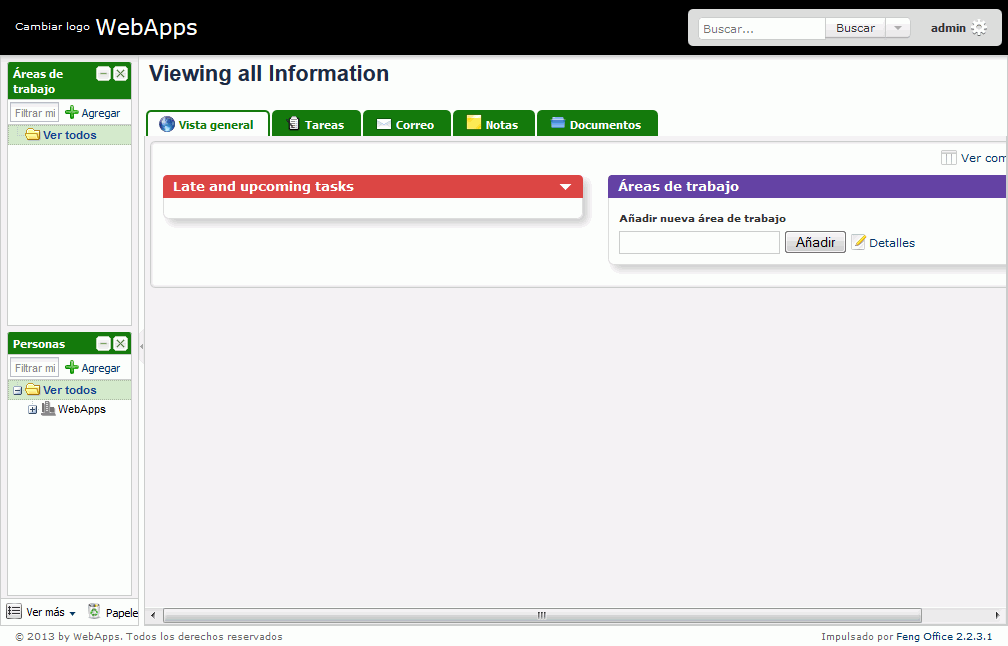 Cambiar logo WebApps
Buscar...
Buscar
admin
Áreas de trabajo
Filtrar mi
Agregar
Ver todos
Viewing all Information
Vista general
Tareas
Correo
Notas
Documentos
Ver com
Late and upcoming tasks
Áreas de trabajo
Añadir nueva área de trabajo
Añadir
Detalles
Personas
Filtrar mi
Agregar
Ver todos
WebApps
Ver más
Papele
© 2013 by WebApps. Todos los derechos reservados
Impulsado por Feng Office 2.2.3.1